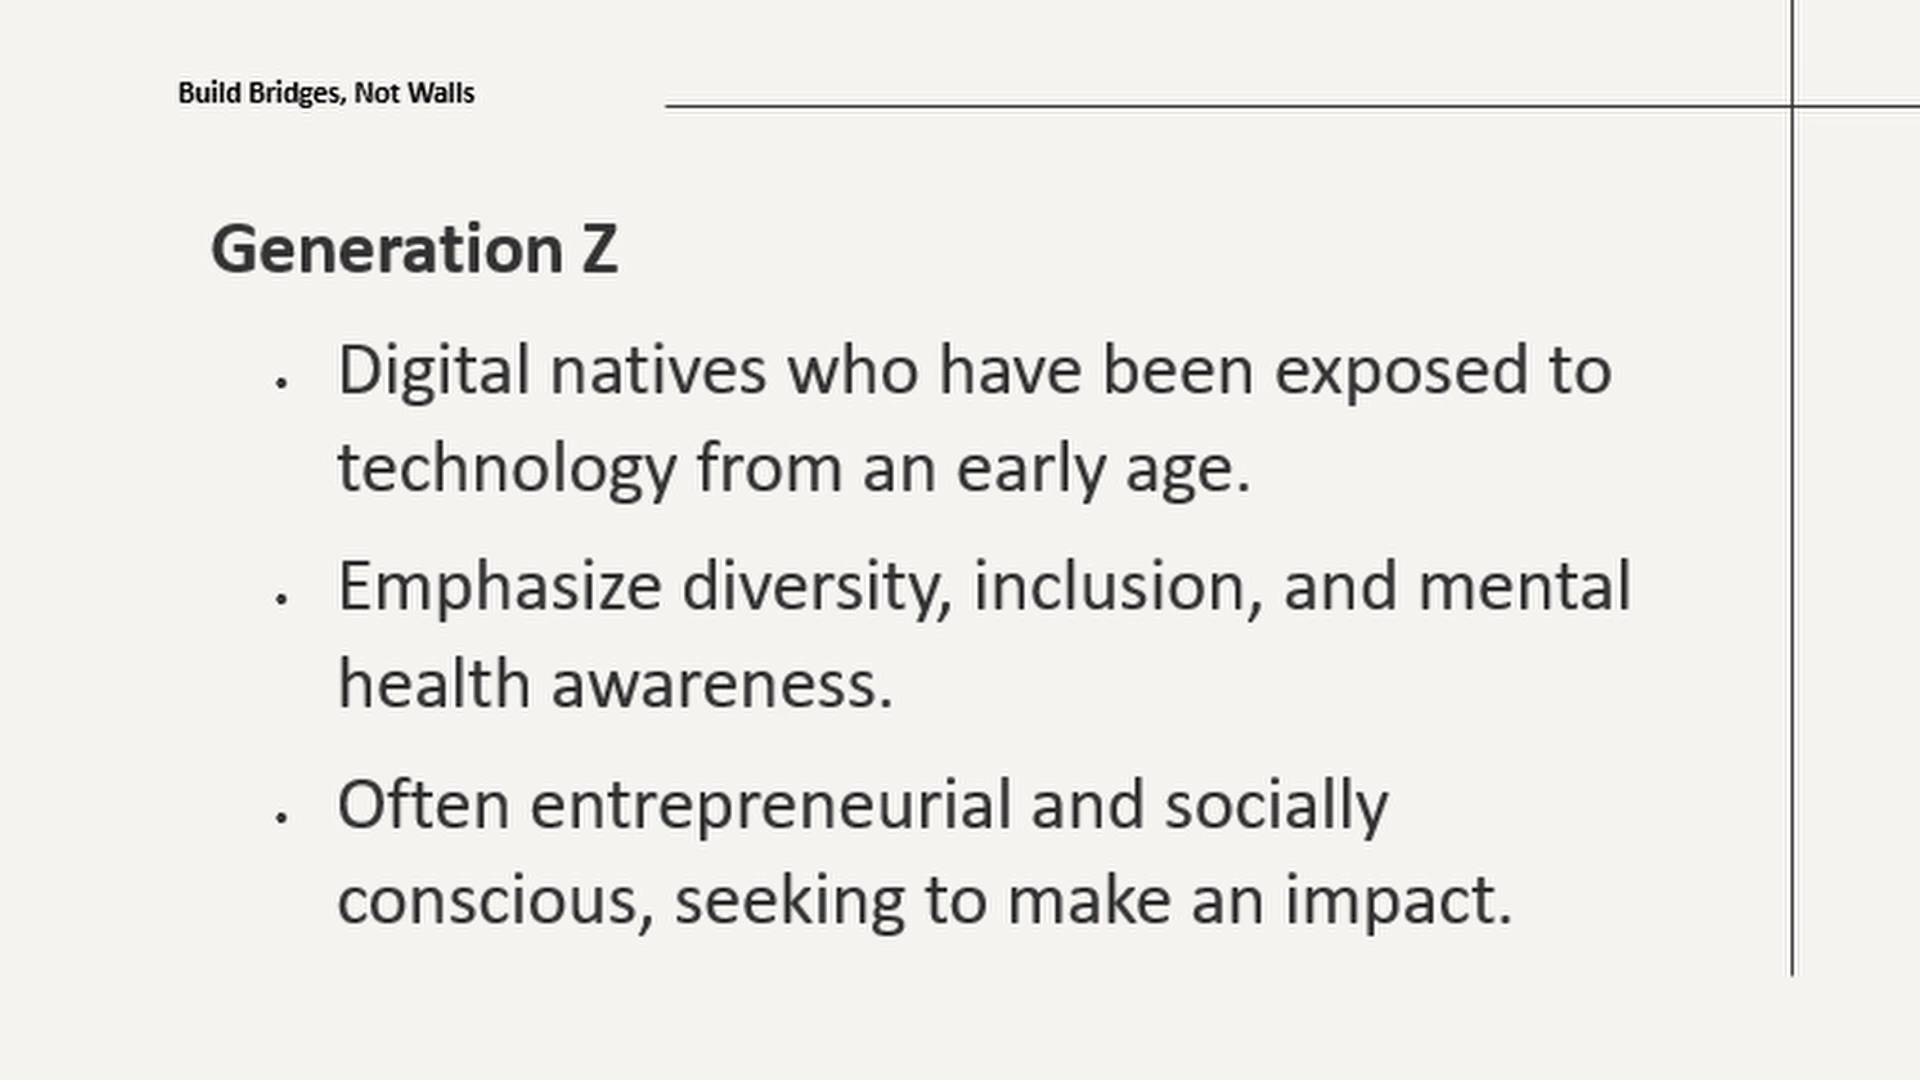 Build Bridges, Not Walls
Generation Z
• Digital natives who have been exposed to
technology from an early age.
• Emphasize diversity, inclusion, and mental
health awareness.
• Often entrepreneurial and socially
conscious, seeking to make an impact.